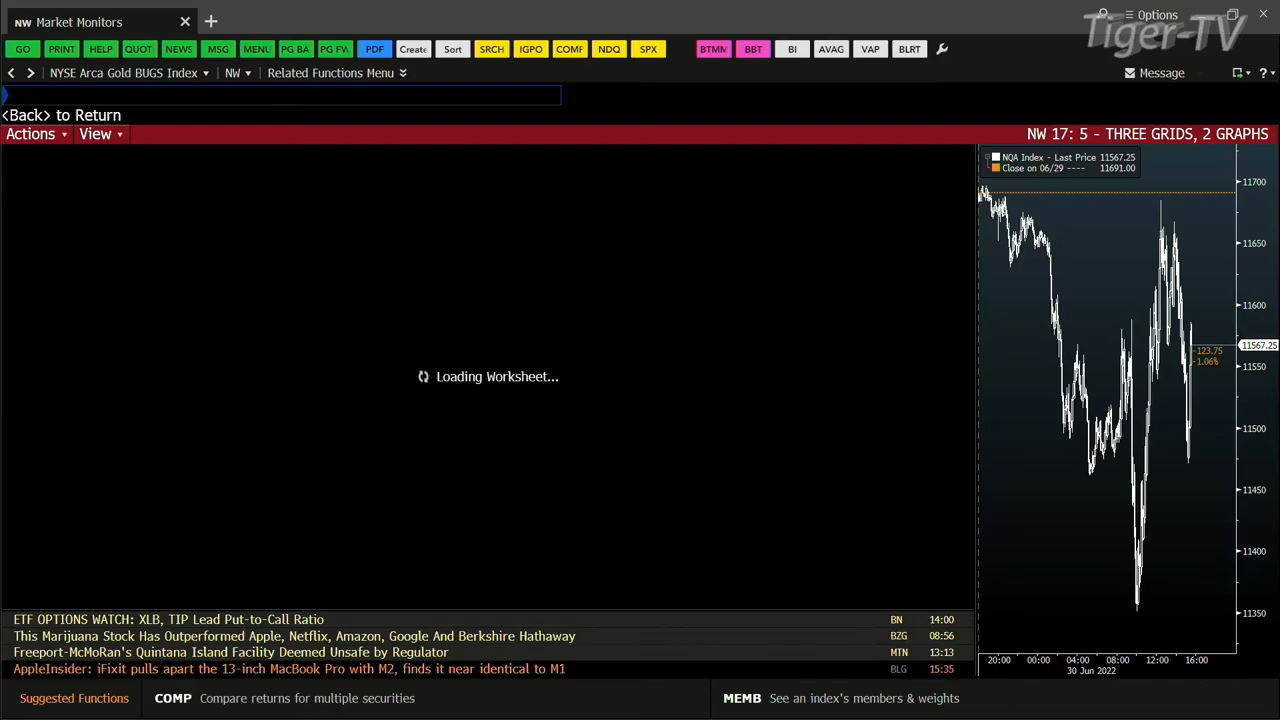 NW Market Monitors
Options
Tiger-TV
GO PRINT HELP QUOT NEWS MSG MENU PG BA PG FW PDF Create Sort SRCH IGPO COMF NDQ SPX BTMM BBT BI AVAG VAP BLRT
NYSE Arca Gold BUGS Index NW Related Functions Menu Message ?
<Back> to Return
Actions View NW 17: 5 - THREE GRIDS, 2 GRAPHS
NQA Index - Last Price 11567.25
Close on 06/29 ---- 11691.00
11700
11650
11600
11567.25
-123.75
-1.06%
11550
11500
11450
11400
11350
20:00 00:00 04:00 08:00 12:00 16:00
30 Jun 2022
Loading Worksheet...
ETF OPTIONS WATCH: XLB, TIP Lead Put-to-Call Ratio BN 14:00
This Marijuana Stock Has Outperformed Apple, Netflix, Amazon, Google And Berkshire Hathaway BZG 08:56
Freeport-McMoRan's Quintana Island Facility Deemed Unsafe by Regulator MTN 13:13
AppleInsider: iFixit pulls apart the 13-inch MacBook Pro with M2, finds it near identical to M1 BLG 15:35
Suggested Functions COMP Compare returns for multiple securities MEMB See an index's members & weights